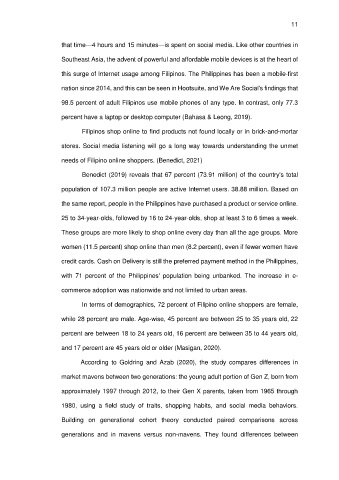 11
that time—4 hours and 15 minutes—is spent on social media. Like other countries in
Southeast Asia, the advent of powerful and affordable mobile devices is at the heart of
this surge of Internet usage among Filipinos. The Philippines has been a mobile-first
nation since 2014, and this can be seen in Hootsuite, and We Are Social's findings that
98.5 percent of adult Filipinos use mobile phones of any type. In contrast, only 77.3
percent have a laptop or desktop computer (Bahasa & Leong, 2019).
Filipinos shop online to find products not found locally or in brick-and-mortar
stores. Social media listening will go a long way towards understanding the unmet
needs of Filipino online shoppers. (Benedict, 2021)
Benedict (2019) reveals that 67 percent (73.91 million) of the country's total
population of 107.3 million people are active Internet users. 38.88 million. Based on
the same report, people in the Philippines have purchased a product or service online.
25 to 34-year-olds, followed by 16 to 24-year-olds, shop at least 3 to 6 times a week.
These groups are more likely to shop online every day than all the age groups. More
women (11.5 percent) shop online than men (8.2 percent), even if fewer women have
credit cards. Cash on Delivery is still the preferred payment method in the Philippines,
with 71 percent of the Philippines' population being unbanked. The increase in e-
commerce adoption was nationwide and not limited to urban areas.
In terms of demographics, 72 percent of Filipino online shoppers are female,
while 28 percent are male. Age-wise, 45 percent are between 25 to 35 years old, 22
percent are between 18 to 24 years old, 16 percent are between 35 to 44 years old,
and 17 percent are 45 years old or older (Masigan, 2020).
According to Goldring and Azab (2020), the study compares differences in
market mavens between two generations: the young adult portion of Gen Z, born from
approximately 1997 through 2012, to their Gen X parents, taken from 1965 through
1980, using a field study of traits, shopping habits, and social media behaviors.
Building on generational cohort theory conducted paired comparisons across
generations and in mavens versus non-mavens. They found differences between